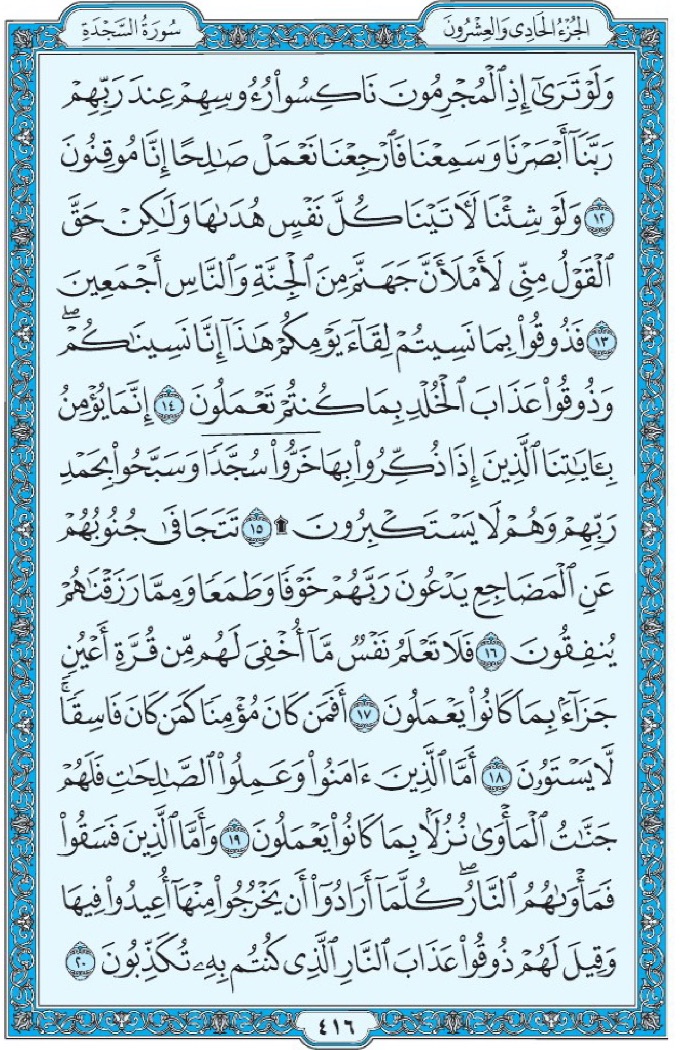 الجُزْءُ الحَادِى وَالعِشْرُونَ
سُورَةُ السَّجْدَةِ
وَلَوْ تَرَىٰٓ إِذِ ٱلْمُجْرِمُونَ نَاكِسُوا۟ رُءُوسِهِمْ عِندَ رَبِّهِمْ
رَبَّنَآ أَبْصَرْنَا وَسَمِعْنَا فَٱرْجِعْنَا نَعْمَلْ صَٰلِحًا إِنَّا مُوقِنُونَ
١٢ وَلَوْ شِئْنَا لَءَاتَيْنَا كُلَّ نَفْسٍ هُدَىٰهَا وَلَٰكِنْ حَقَّ
ٱلْقَوْلُ مِنِّى لَأَمْلَأَنَّ جَهَنَّمَ مِنَ ٱلْجِنَّةِ وَٱلنَّاسِ أَجْمَعِينَ
١٣ فَذُوقُوا۟ بِمَا نَسِيتُمْ لِقَآءَ يَوْمِكُمْ هَٰذَآ إِنَّا نَسِينَٰكُمْ ۖ
وَذُوقُوا۟ عَذَابَ ٱلْخُلْدِ بِمَا كُنتُمْ تَعْمَلُونَ ١٤ إِنَّمَا يُؤْمِنُ
بِـَٔايَٰتِنَا ٱلَّذِينَ إِذَا ذُكِّرُوا۟ بِهَا خَرُّوا۟ سُجَّدًا وَسَبَّحُوا۟ بِحَمْدِ
رَبِّهِمْ وَهُمْ لَا يَسْتَكْبِرُونَ ۩ ١٥ تَتَجَافَىٰ جُنُوبُهُمْ
عَنِ ٱلْمَضَاجِعِ يَدْعُونَ رَبَّهُمْ خَوْفًا وَطَمَعًا وَمِمَّا رَزَقْنَٰهُمْ
يُنفِقُونَ ١٦ فَلَا تَعْلَمُ نَفْسٌ مَّآ أُخْفِىَ لَهُم مِّن قُرَّةِ أَعْيُنٍ
جَزَآءًۢ بِمَا كَانُوا۟ يَعْمَلُونَ ١٧ أَفَمَن كَانَ مُؤْمِنًا كَمَن كَانَ فَاسِقًا ۚ
لَّا يَسْتَوُۥنَ ١٨ أَمَّا ٱلَّذِينَ ءَامَنُوا۟ وَعَمِلُوا۟ ٱلصَّٰلِحَٰتِ فَلَهُمْ
جَنَّٰتُ ٱلْمَأْوَىٰ نُزُلًۢا بِمَا كَانُوا۟ يَعْمَلُونَ ١٩ وَأَمَّا ٱلَّذِينَ فَسَقُوا۟
فَمَأْوَىٰهُمُ ٱلنَّارُ ۖ كُلَّمَآ أَرَادُوٓا۟ أَن يَخْرُجُوا۟ مِنْهَآ أُعِيدُوا۟ فِيهَا
وَقِيلَ لَهُمْ ذُوقُوا۟ عَذَابَ ٱلنَّارِ ٱلَّذِى كُنتُم بِهِۦ تُكَذِّبُونَ ٢٠
٤١٦